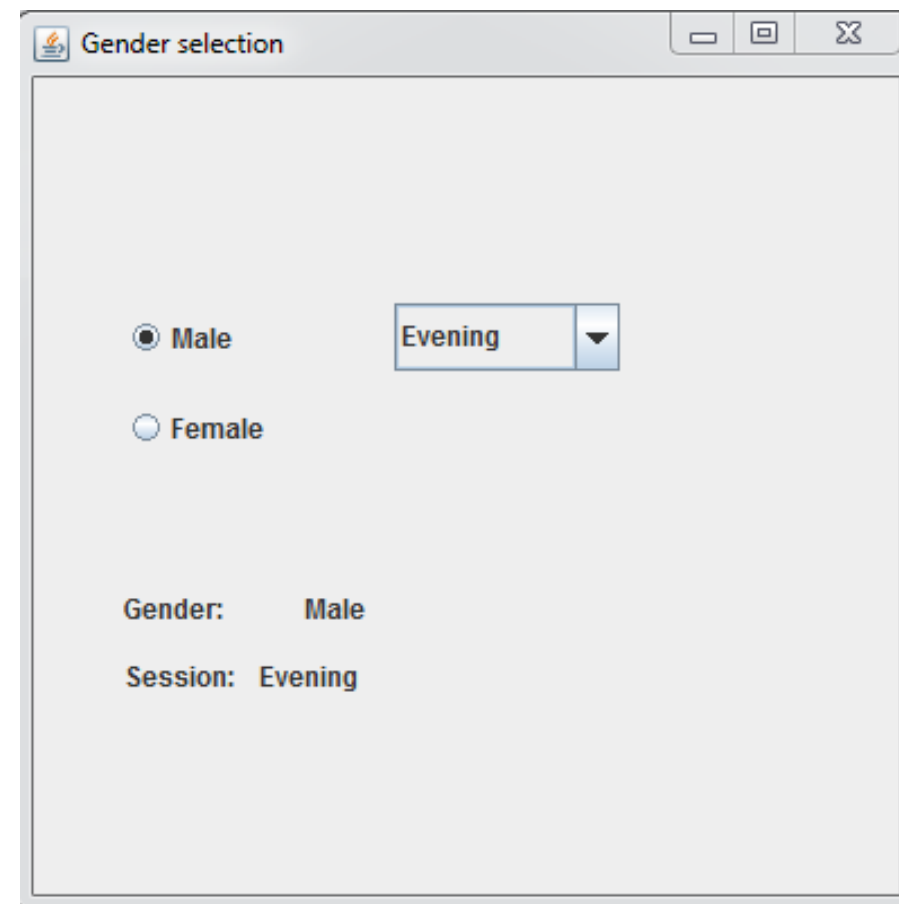 Gender selection
Male
Evening
Female
Gender: Male
Session: Evening